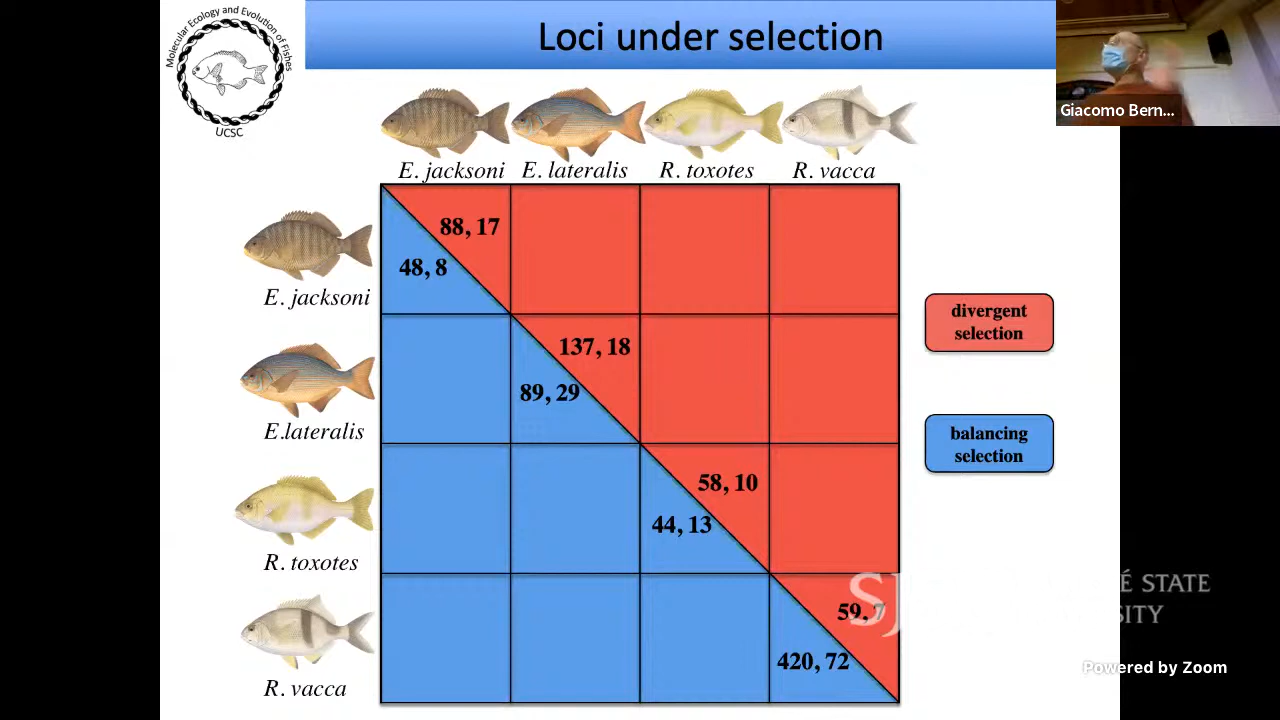 Molecular Ecology and Evolution of Fishes
UCSC
Loci under selection
Giacomo Bern...
E. jacksoni E. lateralis R. toxotes R. vacca
E. jacksoni
88, 17
48, 8
E.lateralis
137, 18
89, 29
R. toxotes
58, 10
44, 13
R. vacca
59,
420, 72
divergent
selection
balancing
selection
STATE
Powered by Zoom